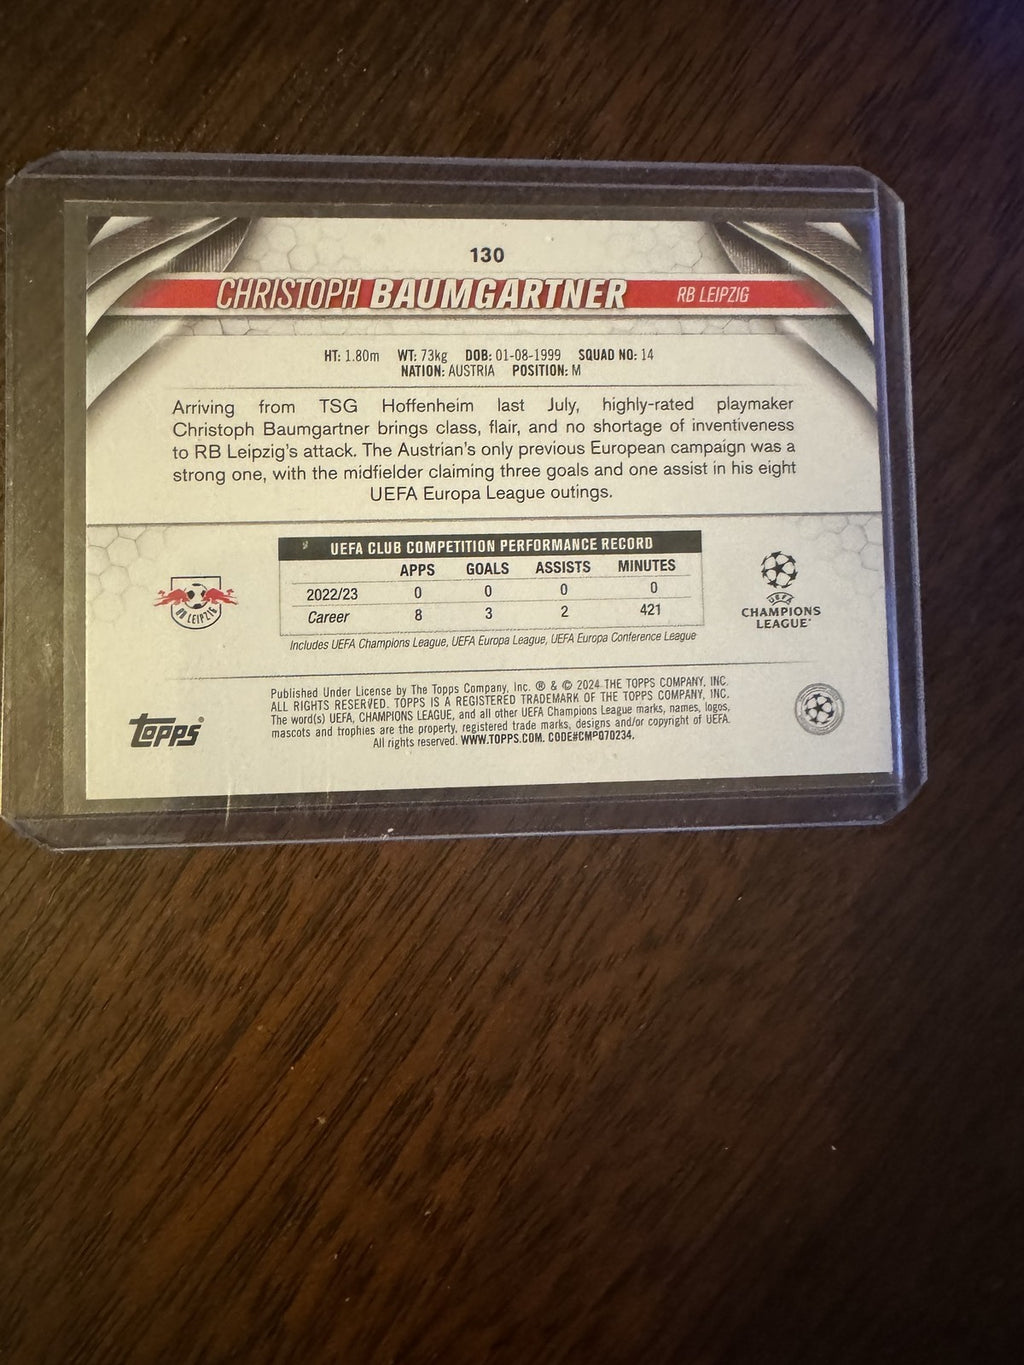 130
CHRISTOPH BAUMGARTNER RB LEIPZIG
HT: 1.80m WT: 73kg DOB: 01-08-1999 SQUAD NO: 14
NATION: AUSTRIA POSITION: M
Arriving from TSG Hoffenheim last July, highly-rated playmaker
Christoph Baumgartner brings class, flair, and no shortage of inventiveness
to RB Leipzig's attack. The Austrian's only previous European campaign was a
strong one, with the midfielder claiming three goals and one assist in his eight
UEFA Europa League outings.
UEFA CLUB COMPETITION PERFORMANCE RECORD
APPS GOALS ASSISTS MINUTES
2022/23 0 0 0 0
Career 8 3 2 421
Includes UEFA Champions League, UEFA Europa League, UEFA Europa Conference League
RB LEIPZIG
UEFA
CHAMPIONS
LEAGUE
Published Under License by The Topps Company, Inc. ® & © 2024 THE TOPPS COMPANY, INC.
ALL RIGHTS RESERVED. TOPPS IS A REGISTERED TRADEMARK OF THE TOPPS COMPANY, INC.
The word(s) UEFA, CHAMPIONS LEAGUE, and all other UEFA Champions League marks, names, logos,
mascots and trophies are the property, registered trade marks, designs and/or copyright of UEFA.
All rights reserved. WWW.TOPPS.COM. CODE#CMP070234.
Topps®